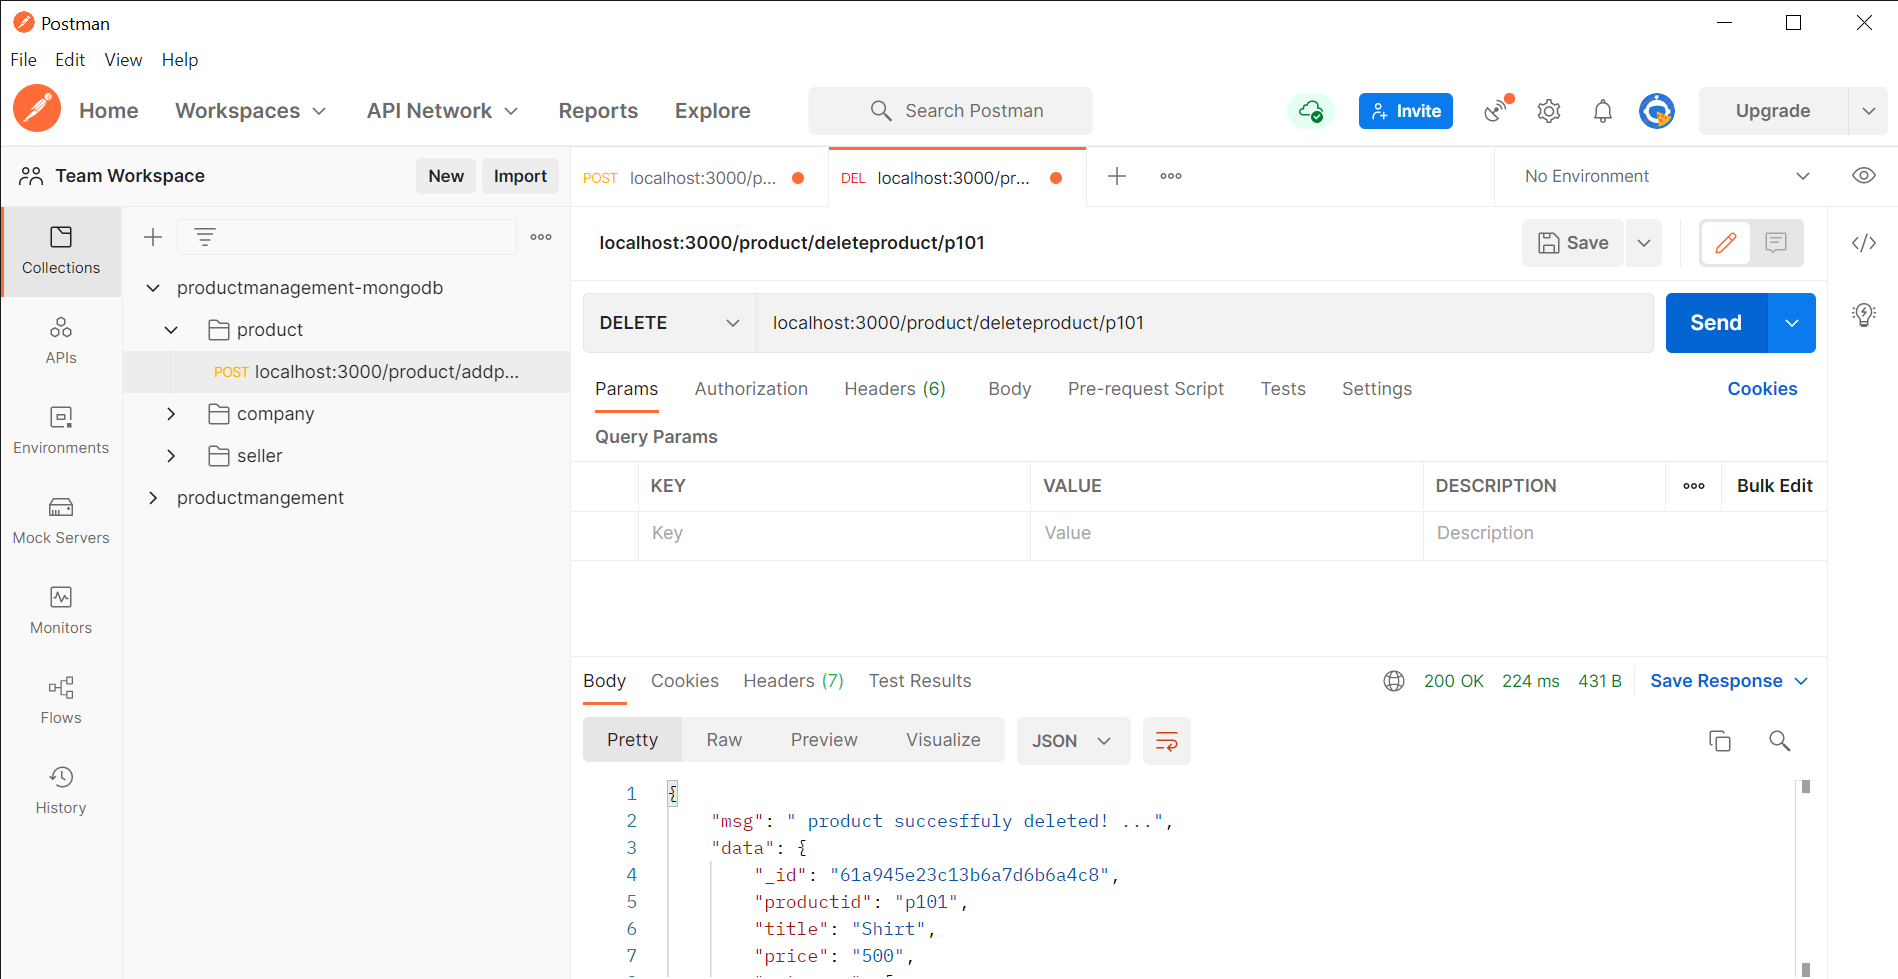 Postman
File Edit View Help
Home Workspaces API Network Reports Explore Search Postman Invite Upgrade
Team Workspace New Import
POST localhost:3000/p... DEL localhost:3000/pr... No Environment
Collections
APIs
Environments
Mock Servers
Monitors
Flows
History
productmanagement-mongodb
product
POST localhost:3000/product/addp...
company
seller
productmangement
localhost:3000/product/deleteproduct/p101 Save
DELETE localhost:3000/product/deleteproduct/p101 Send
Params Authorization Headers (6) Body Pre-request Script Tests Settings Cookies
Query Params
KEY VALUE DESCRIPTION Bulk Edit
Key Value Description
Body Cookies Headers (7) Test Results 200 OK 224 ms 431 B Save Response
Pretty Raw Preview Visualize JSON
1 {
2 "msg": " product succesffuly deleted! ...",
3 "data": {
4 "_id": "61a945e23c13b6a7d6b6a4c8",
5 "productid": "p101",
6 "title": "Shirt",
7 "price": "500",